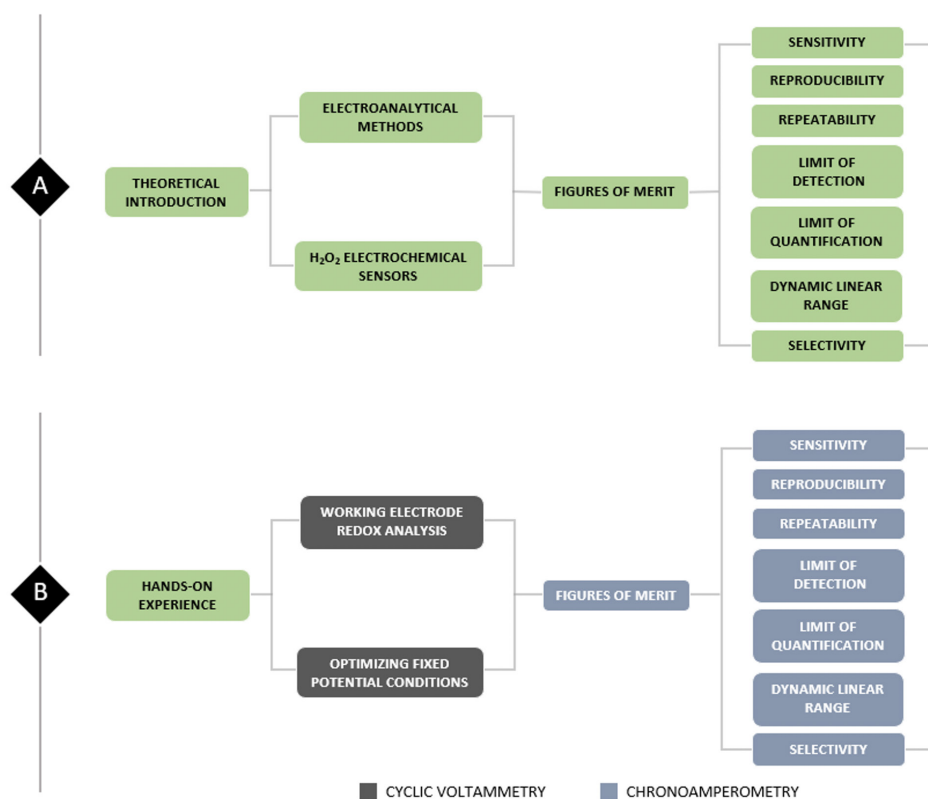 A
THEORETICAL
INTRODUCTION
ELECTROANALYTICAL
METHODS
H₂O₂ ELECTROCHEMICAL
SENSORS
FIGURES OF MERIT
SENSITIVITY
REPRODUCIBILITY
REPEATABILITY
LIMIT OF
DETECTION
LIMIT OF
QUANTIFICATION
DYNAMIC LINEAR
RANGE
SELECTIVITY
B
HANDS-ON
EXPERIENCE
WORKING ELECTRODE
REDOX ANALYSIS
OPTIMIZING FIXED
POTENTIAL CONDITIONS
FIGURES OF MERIT
SENSITIVITY
REPRODUCIBILITY
REPEATABILITY
LIMIT OF
DETECTION
LIMIT OF
QUANTIFICATION
DYNAMIC LINEAR
RANGE
SELECTIVITY
CYCLIC VOLTAMMETRY
CHRONOAMPEROMETRY